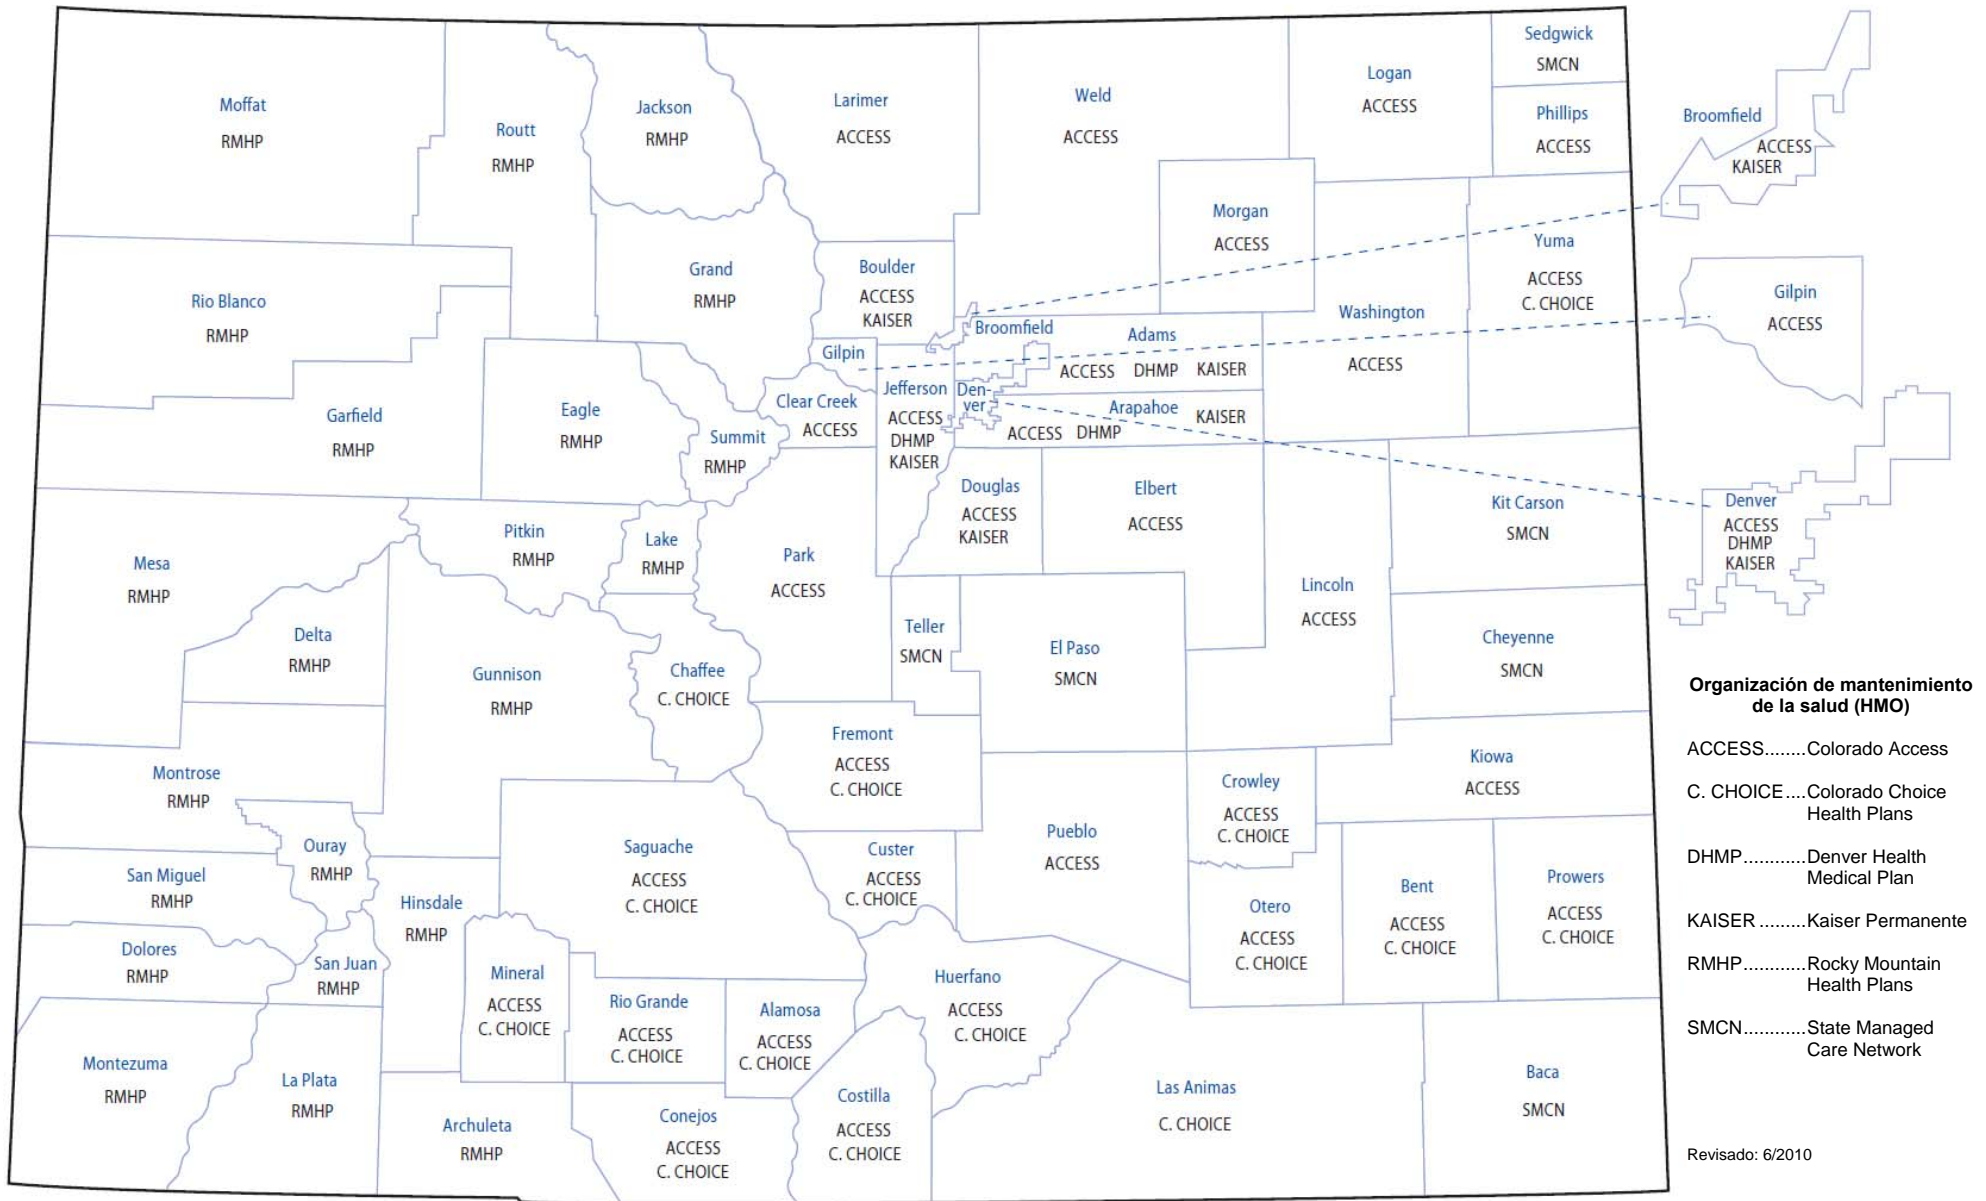 Moffat
RMHP
Routt
RMHP
Jackson
RMHP
Larimer
ACCESS
Weld
ACCESS
Logan
ACCESS
Sedgwick
SMCN
Phillips
ACCESS
Broomfield
ACCESS
KAISER
Morgan
ACCESS
Yuma
ACCESS
C. CHOICE
Rio Blanco
RMHP
Grand
RMHP
Boulder
ACCESS
KAISER
Broomfield
Washington
ACCESS
Gilpin
ACCESS
Gilpin
Adams
ACCESS DHMP KAISER
Garfield
RMHP
Eagle
RMHP
Summit
RMHP
Clear Creek
ACCESS
Jefferson
ACCESS
DHMP
KAISER
Den-
ver
Arapahoe KAISER
ACCESS DHMP
Douglas
ACCESS
KAISER
Elbert
ACCESS
Kit Carson
SMCN
Denver
ACCESS
DHMP
KAISER
Mesa
RMHP
Pitkin
RMHP
Lake
RMHP
Park
ACCESS
Lincoln
ACCESS
Delta
RMHP
Gunnison
RMHP
Chaffee
C. CHOICE
Teller
SMCN
El Paso
SMCN
Cheyenne
SMCN
Montrose
RMHP
Fremont
ACCESS
C. CHOICE
Crowley
ACCESS
C. CHOICE
Kiowa
ACCESS
Ouray
RMHP
Saguache
ACCESS
C. CHOICE
Custer
ACCESS
C. CHOICE
Pueblo
ACCESS
San Miguel
RMHP
Hinsdale
RMHP
Otero
ACCESS
C. CHOICE
Bent
ACCESS
C. CHOICE
Prowers
ACCESS
C. CHOICE
Dolores
RMHP
San Juan
RMHP
Mineral
ACCESS
C. CHOICE
Rio Grande
ACCESS
C. CHOICE
Alamosa
ACCESS
C. CHOICE
Huerfano
ACCESS
C. CHOICE
Montezuma
RMHP
La Plata
RMHP
Archuleta
RMHP
Conejos
ACCESS
C. CHOICE
Costilla
ACCESS
C. CHOICE
Las Animas
C. CHOICE
Baca
SMCN
Organización de mantenimiento
de la salud (HMO)
ACCESS........Colorado Access
C. CHOICE....Colorado Choice
Health Plans
DHMP............Denver Health
Medical Plan
KAISER.........Kaiser Permanente
RMHP............Rocky Mountain
Health Plans
SMCN............State Managed
Care Network
Revisado: 6/2010